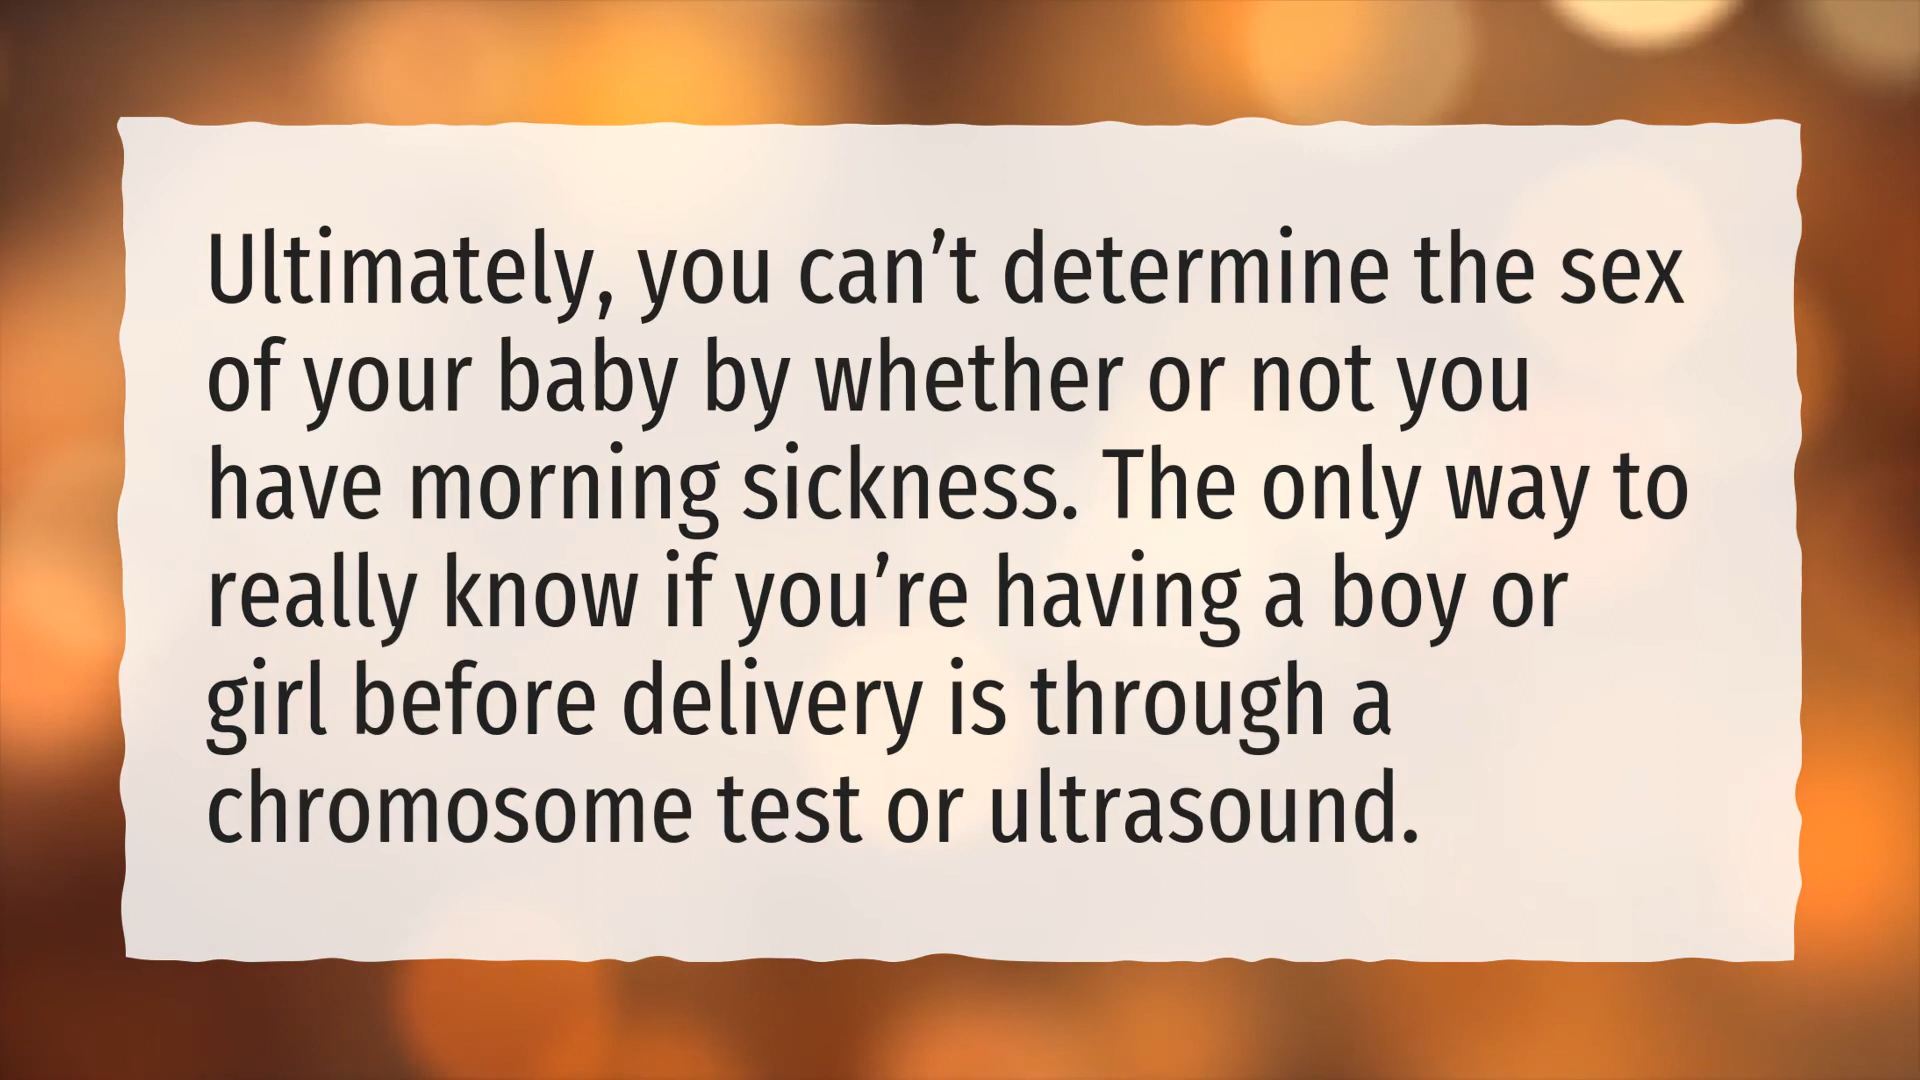 Ultimately, you can’t determine the sex
of your baby by whether or not you
have morning sickness. The only way to
really know if you’re having a boy or
girl before delivery is through a
chromosome test or ultrasound.